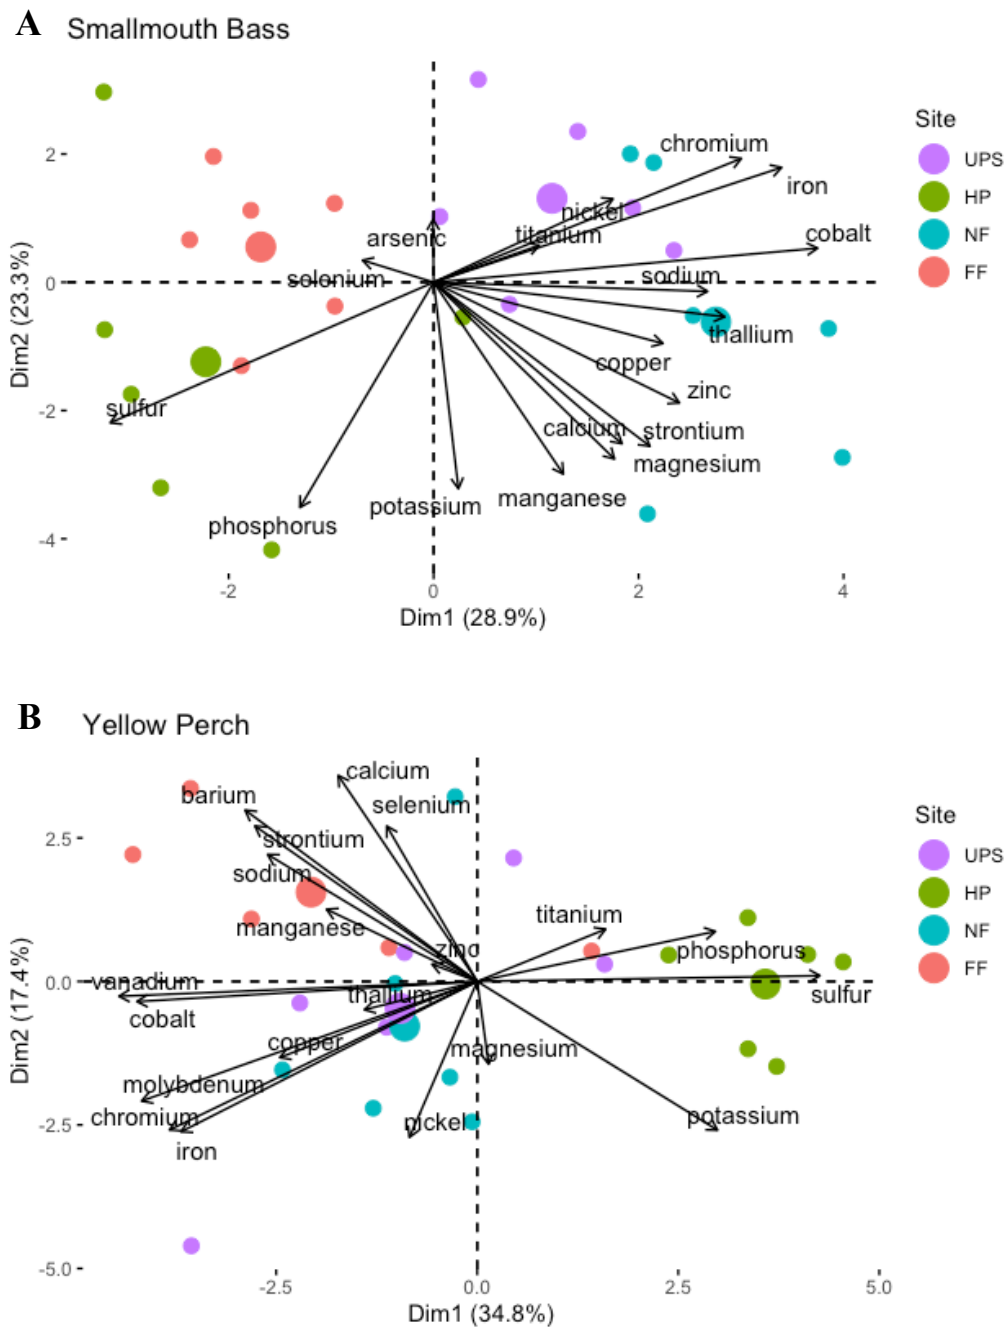 A Smallmouth Bass
Site
UPS
HP
NF
FF
chromium
iron
nickel
arsenic
titanium
cobalt
selenium
sodium
thallium
copper
zinc
sulfur
calcium
strontium
magnesium
manganese
potassium
phosphorus
2
0
-2
-4
Dim2 (23.3%)
-2
0
2
4
Dim1 (28.9%)
B Yellow Perch
Site
UPS
HP
NF
FF
calcium
barium
selenium
strontium
sodium
manganese
titanium
zinc
phosphorus
vanadium
thallium
sulfur
cobalt
copper
magnesium
molybdenum
chromium
nickel
potassium
iron
2.5
0.0
-2.5
-5.0
Dim2 (17.4%)
-2.5
0.0
2.5
5.0
Dim1 (34.8%)